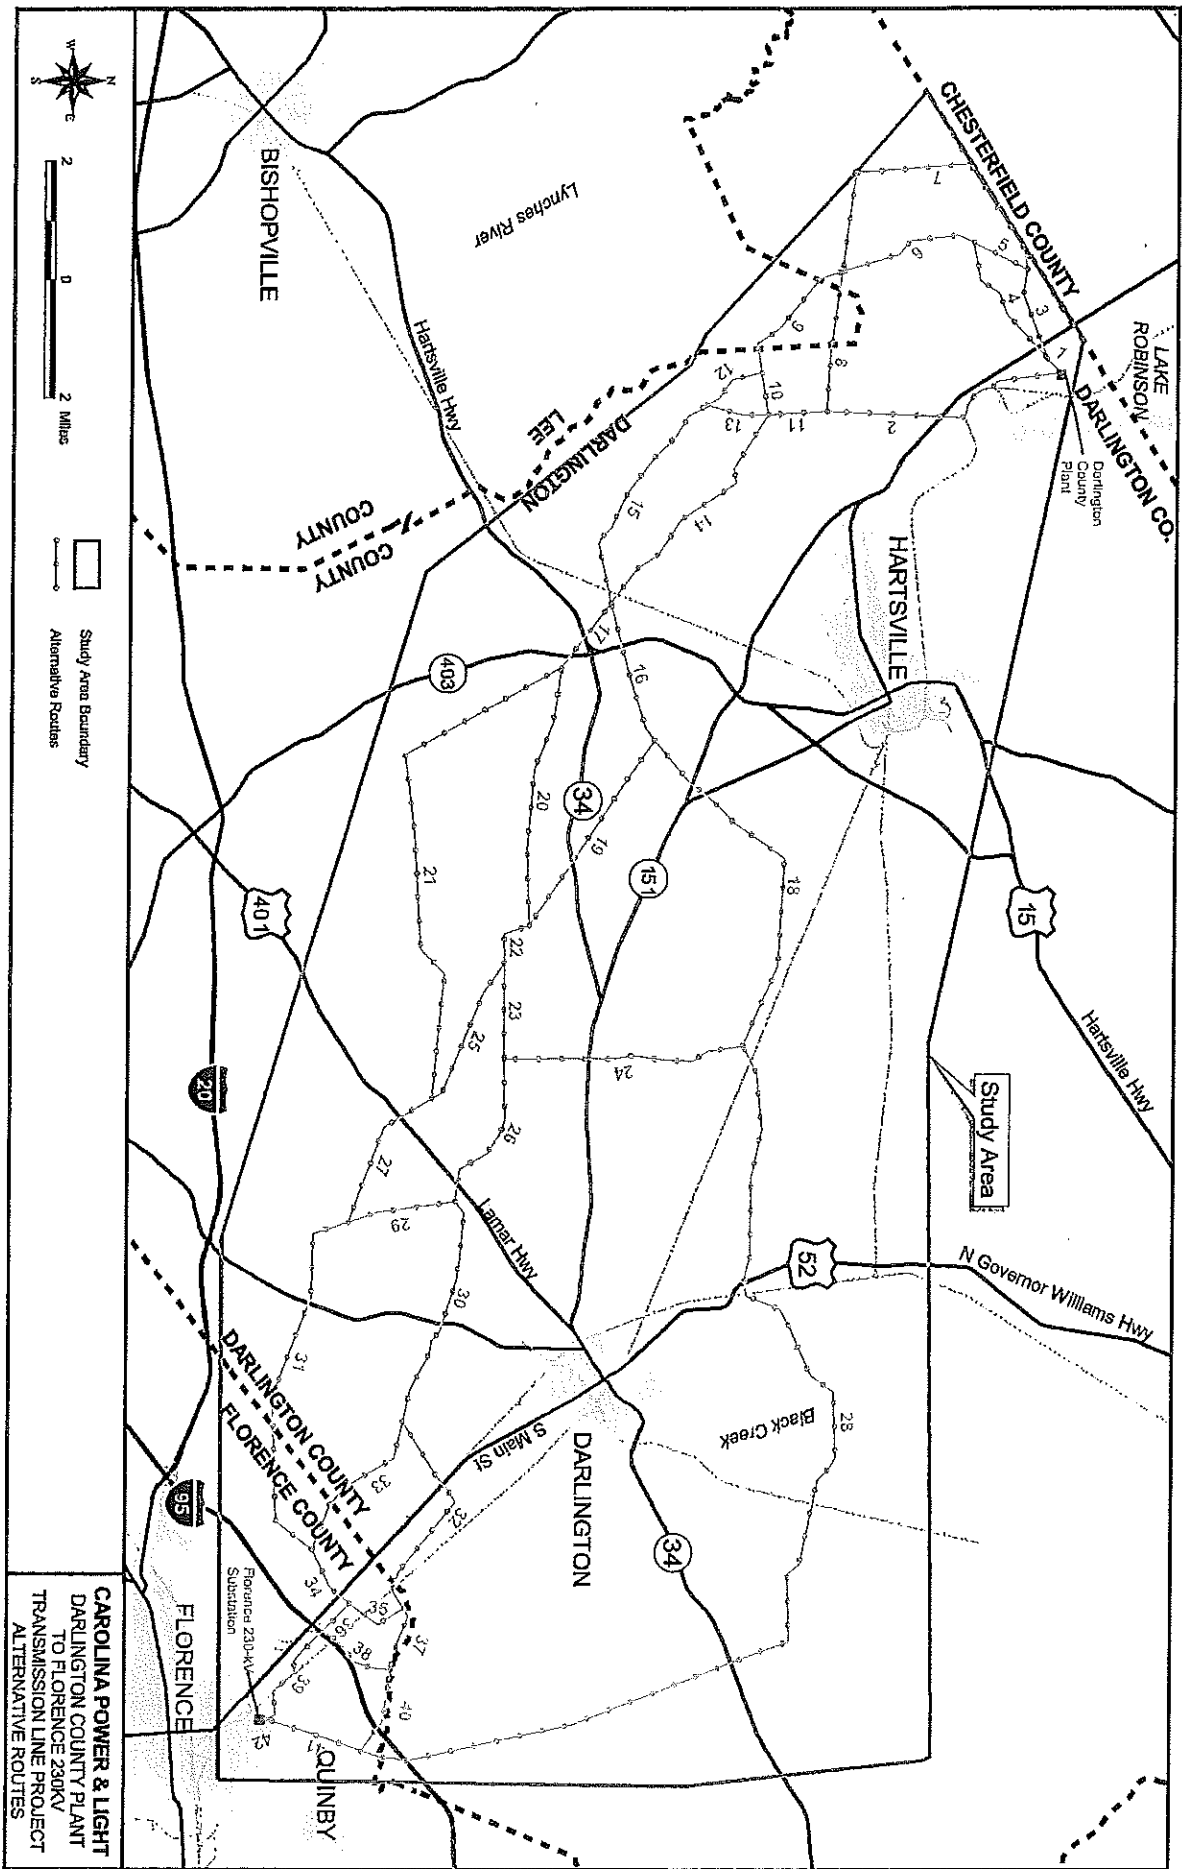 CHESTERFIELD COUNTY
DARLINGTON CO.
LAKE
ROBINSON
Darlington
County
Plant
HARTSVILLE
15
Hartsville Hwy
Study Area
N Governor Williams Hwy
52
7
5
6
4
3
1
2
8
9
10
11
12
13
14
15
16
17
18
19
20
21
22
23
24
25
26
27
28
29
30
31
32
33
34
35
36
37
38
39
40
41
42
Lynches River
BISHOPVILLE
Hartsville Hwy
LEE
DARLINGTON
COUNTY
COUNTY
403
34
151
401
20
Lamar Hwy
Black Creek
DARLINGTON
S Main St
34
DARLINGTON COUNTY
FLORENCE COUNTY
95
Florence 230-kV
Substation
FLORENCE
QUINBY
N
W
E
S
2 0 2 Miles
Study Area Boundary
Alternative Routes
CAROLINA POWER & LIGHT
DARLINGTON COUNTY PLANT
TO FLORENCE 230KV
TRANSMISSION LINE PROJECT
ALTERNATIVE ROUTES